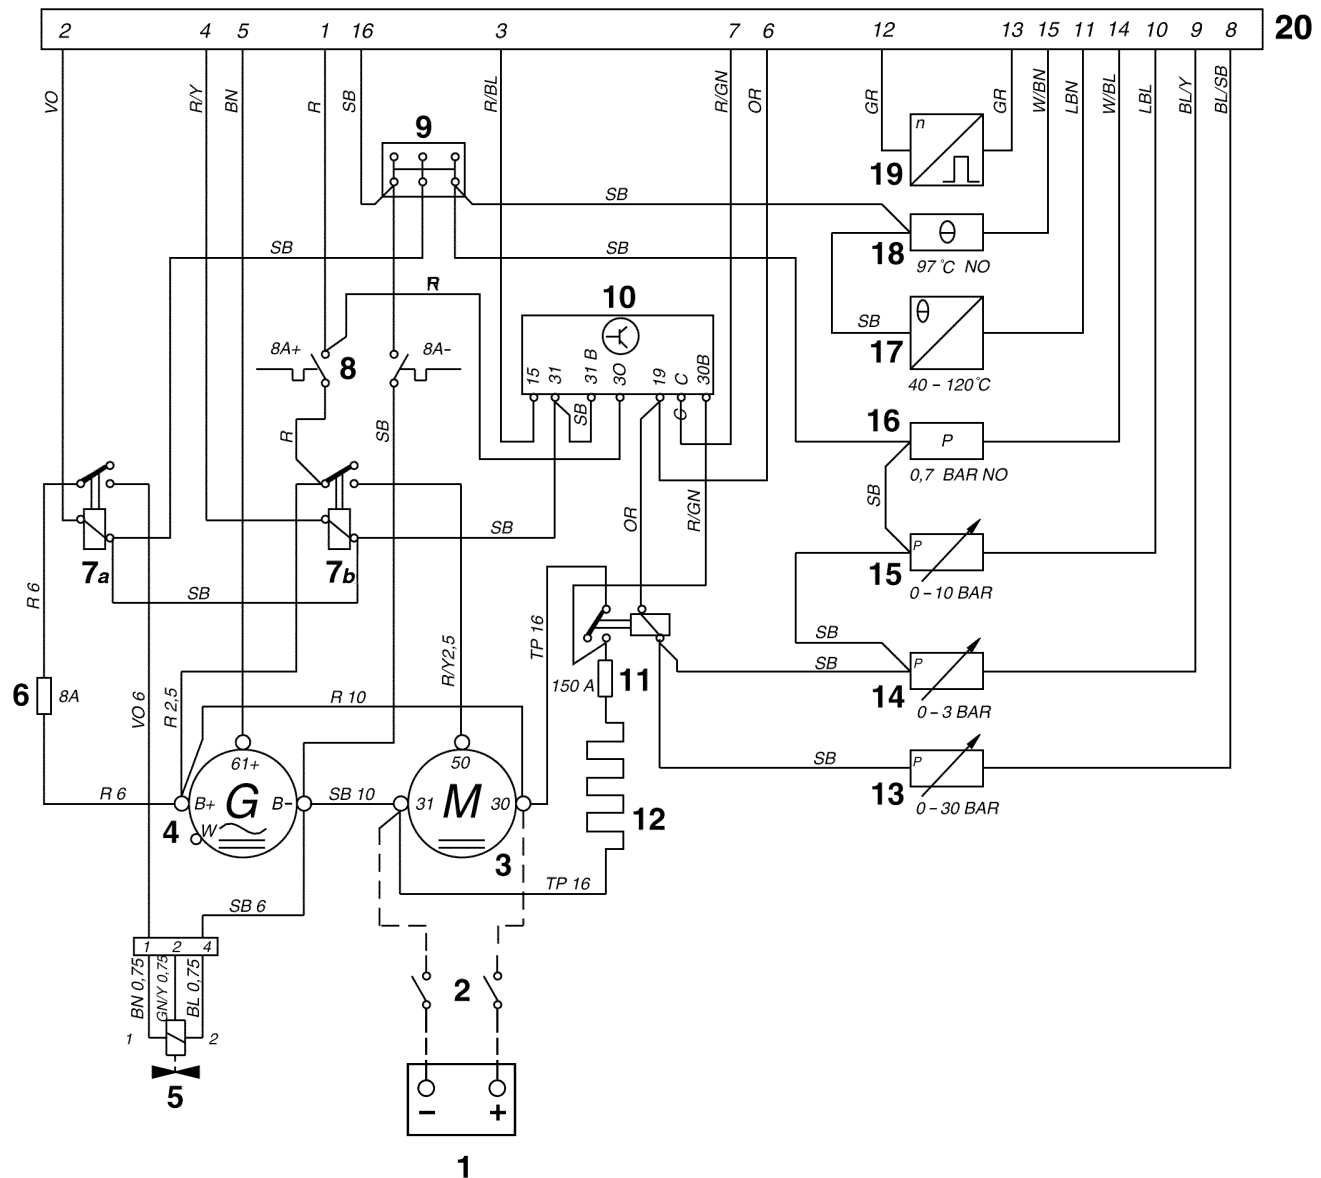 2 4 5 1 16 3 7 6 12 13 15 11 14 10 9 8 20
VO R/Y BN R SB R/BL R/GN OR GR GR W/BN LBN W/BL LBL BL/Y BL/SB
9
n
19
SB
18
θ
97°C NO
SB SB
R
10
θ
SB
17
40–120°C
8A+ 8 8A–
15 31 31 B 30 19 C 30B
SB C
R SB
16
P
0,7 BAR NO
SB
OR R/GN
SB
7a 7b
P
15
0–10 BAR
R 6 SB
TP 16
R/Y2,5
SB
SB
P
14
0–3 BAR
6 8A
VO 6 R 2,5
R 10
150 A 11
61+ 50
SB
P
13
0–30 BAR
R 6 B+ G B– SB 10 31 M 30
4 W
12
3
TP 16
SB 6
1 2 4
BN 0,75 GN/Y 0,75 BL 0,75
2
1 2
5
– +
1